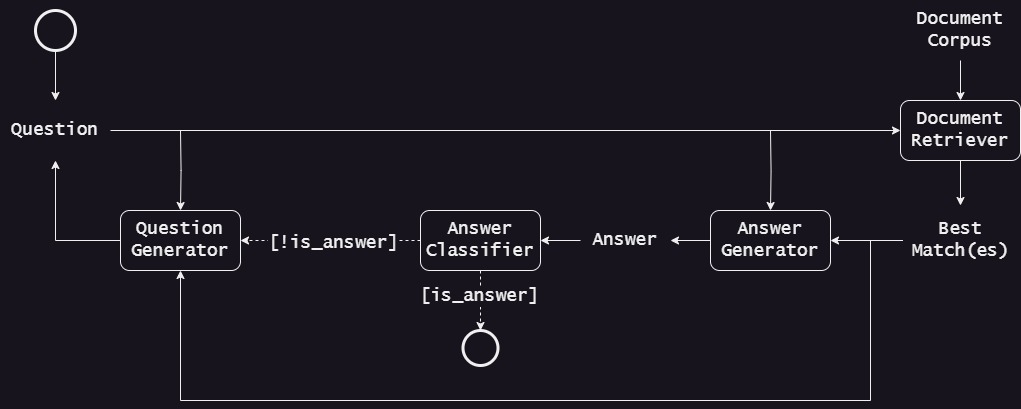 Document
Corpus
Question
Document
Retriever
Question
Generator
[!is_answer]
Answer
Classifier
Answer
Answer
Generator
Best
Match(es)
[is_answer]